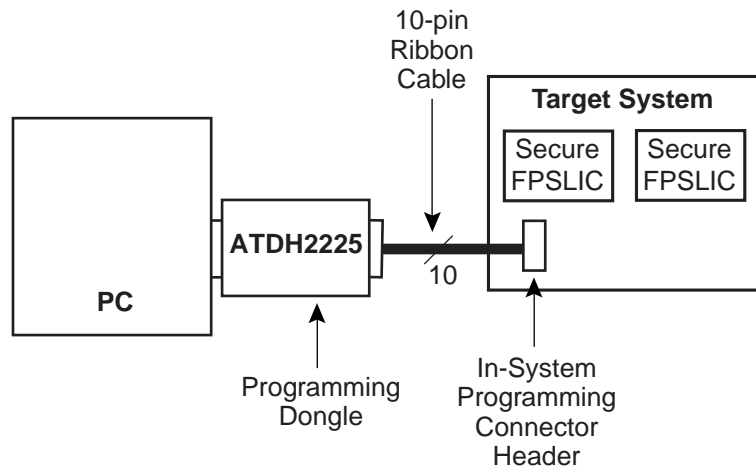 10-pin
Ribbon
Cable
Target System
Secure
FPSLIC
Secure
FPSLIC
ATDH2225
10
PC
Programming
Dongle
In-System
Programming
Connector
Header